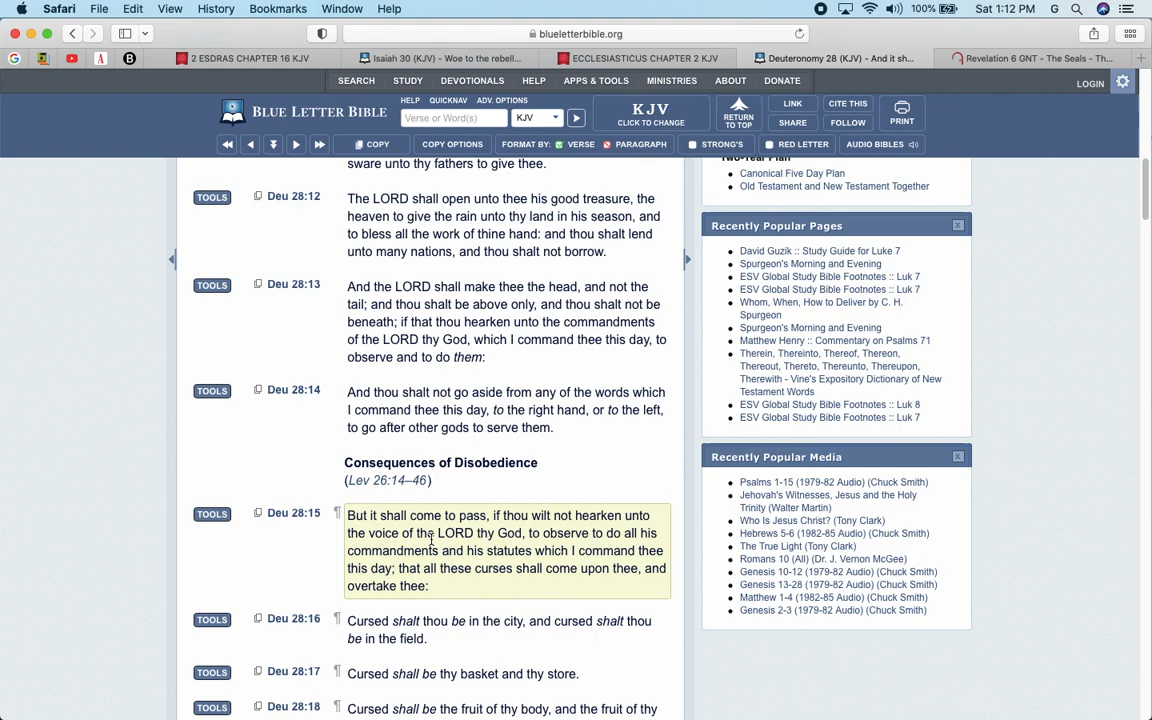 Safari File Edit View History Bookmarks Window Help 100% Sat 1:12 PM G
blueletterbible.org
2 ESDRAS CHAPTER 16 KJV Isaiah 30 (KJV) - Woe to the rebell... ECCLESIASTICUS CHAPTER 2 KJV Deuteronomy 28 (KJV) - And it sh... Revelation 6 GNT - The Seals - Th...
SEARCH STUDY DEVOTIONALS HELP APPS & TOOLS MINISTRIES ABOUT DONATE LOGIN
BLUE LETTER BIBLE
HELP QUICKNAV ADV. OPTIONS
Verse or Word(s) KJV
KJV
CLICK TO CHANGE
RETURN
TO TOP
LINK CITE THIS
SHARE FOLLOW
PRINT
COPY COPY OPTIONS FORMAT BY: VERSE PARAGRAPH STRONG'S RED LETTER AUDIO BIBLES
sware unto thy fathers to give thee.
TOOLS Deu 28:12 The LORD shall open unto thee his good treasure, the
heaven to give the rain unto thy land in his season, and
to bless all the work of thine hand: and thou shalt lend
unto many nations, and thou shalt not borrow.
TOOLS Deu 28:13 And the LORD shall make thee the head, and not the
tail; and thou shalt be above only, and thou shalt not be
beneath; if that thou hearken unto the commandments
of the LORD thy God, which I command thee this day, to
observe and to do them:
TOOLS Deu 28:14 And thou shalt not go aside from any of the words which
I command thee this day, to the right hand, or to the left,
to go after other gods to serve them.
Consequences of Disobedience
(Lev 26:14–46)
TOOLS Deu 28:15 ¶ But it shall come to pass, if thou wilt not hearken unto
the voice of the LORD thy God, to observe to do all his
commandments and his statutes which I command thee
this day; that all these curses shall come upon thee, and
overtake thee:
TOOLS Deu 28:16 ¶ Cursed shalt thou be in the city, and cursed shalt thou
be in the field.
TOOLS Deu 28:17 ¶ Cursed shall be thy basket and thy store.
TOOLS Deu 28:18 ¶ Cursed shall be the fruit of thy body, and the fruit of thy
Two-Year Plan
Canonical Five Day Plan
Old Testament and New Testament Together
Recently Popular Pages
David Guzik :: Study Guide for Luke 7
Spurgeon's Morning and Evening
ESV Global Study Bible Footnotes :: Luk 7
ESV Global Study Bible Footnotes :: Luk 7
Whom, When, How to Deliver by C. H.
Spurgeon
Spurgeon's Morning and Evening
Matthew Henry :: Commentary on Psalms 71
Therein, Thereinto, Thereof, Thereon,
Thereout, Thereto, Thereunto, Thereupon,
Therewith - Vine's Expository Dictionary of New
Testament Words
ESV Global Study Bible Footnotes :: Luk 8
ESV Global Study Bible Footnotes :: Luk 7
Recently Popular Media
Psalms 1-15 (1979-82 Audio) (Chuck Smith)
Jehovah's Witnesses, Jesus and the Holy
Trinity (Walter Martin)
Who Is Jesus Christ? (Tony Clark)
Hebrews 5-6 (1982-85 Audio) (Chuck Smith)
The True Light (Tony Clark)
Romans 10 (All) (Dr. J. Vernon McGee)
Genesis 10-12 (1979-82 Audio) (Chuck Smith)
Genesis 13-28 (1979-82 Audio) (Chuck Smith)
Matthew 1-4 (1982-85 Audio) (Chuck Smith)
Genesis 2-3 (1979-82 Audio) (Chuck Smith)